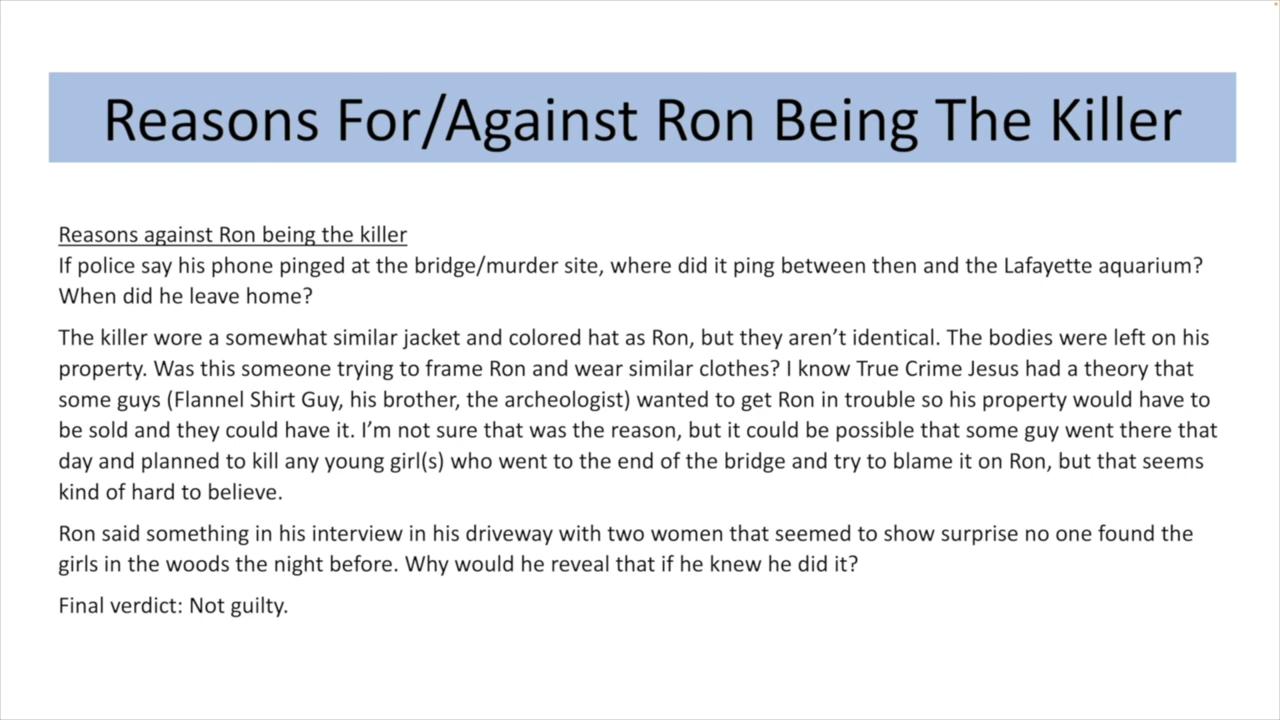 Reasons For/Against Ron Being The Killer
Reasons against Ron being the killer
If police say his phone pinged at the bridge/murder site, where did it ping between then and the Lafayette aquarium?
When did he leave home?
The killer wore a somewhat similar jacket and colored hat as Ron, but they aren’t identical. The bodies were left on his
property. Was this someone trying to frame Ron and wear similar clothes? I know True Crime Jesus had a theory that
some guys (Flannel Shirt Guy, his brother, the archeologist) wanted to get Ron in trouble so his property would have to
be sold and they could have it. I’m not sure that was the reason, but it could be possible that some guy went there that
day and planned to kill any young girl(s) who went to the end of the bridge and try to blame it on Ron, but that seems
kind of hard to believe.
Ron said something in his interview in his driveway with two women that seemed to show surprise no one found the
girls in the woods the night before. Why would he reveal that if he knew he did it?
Final verdict: Not guilty.